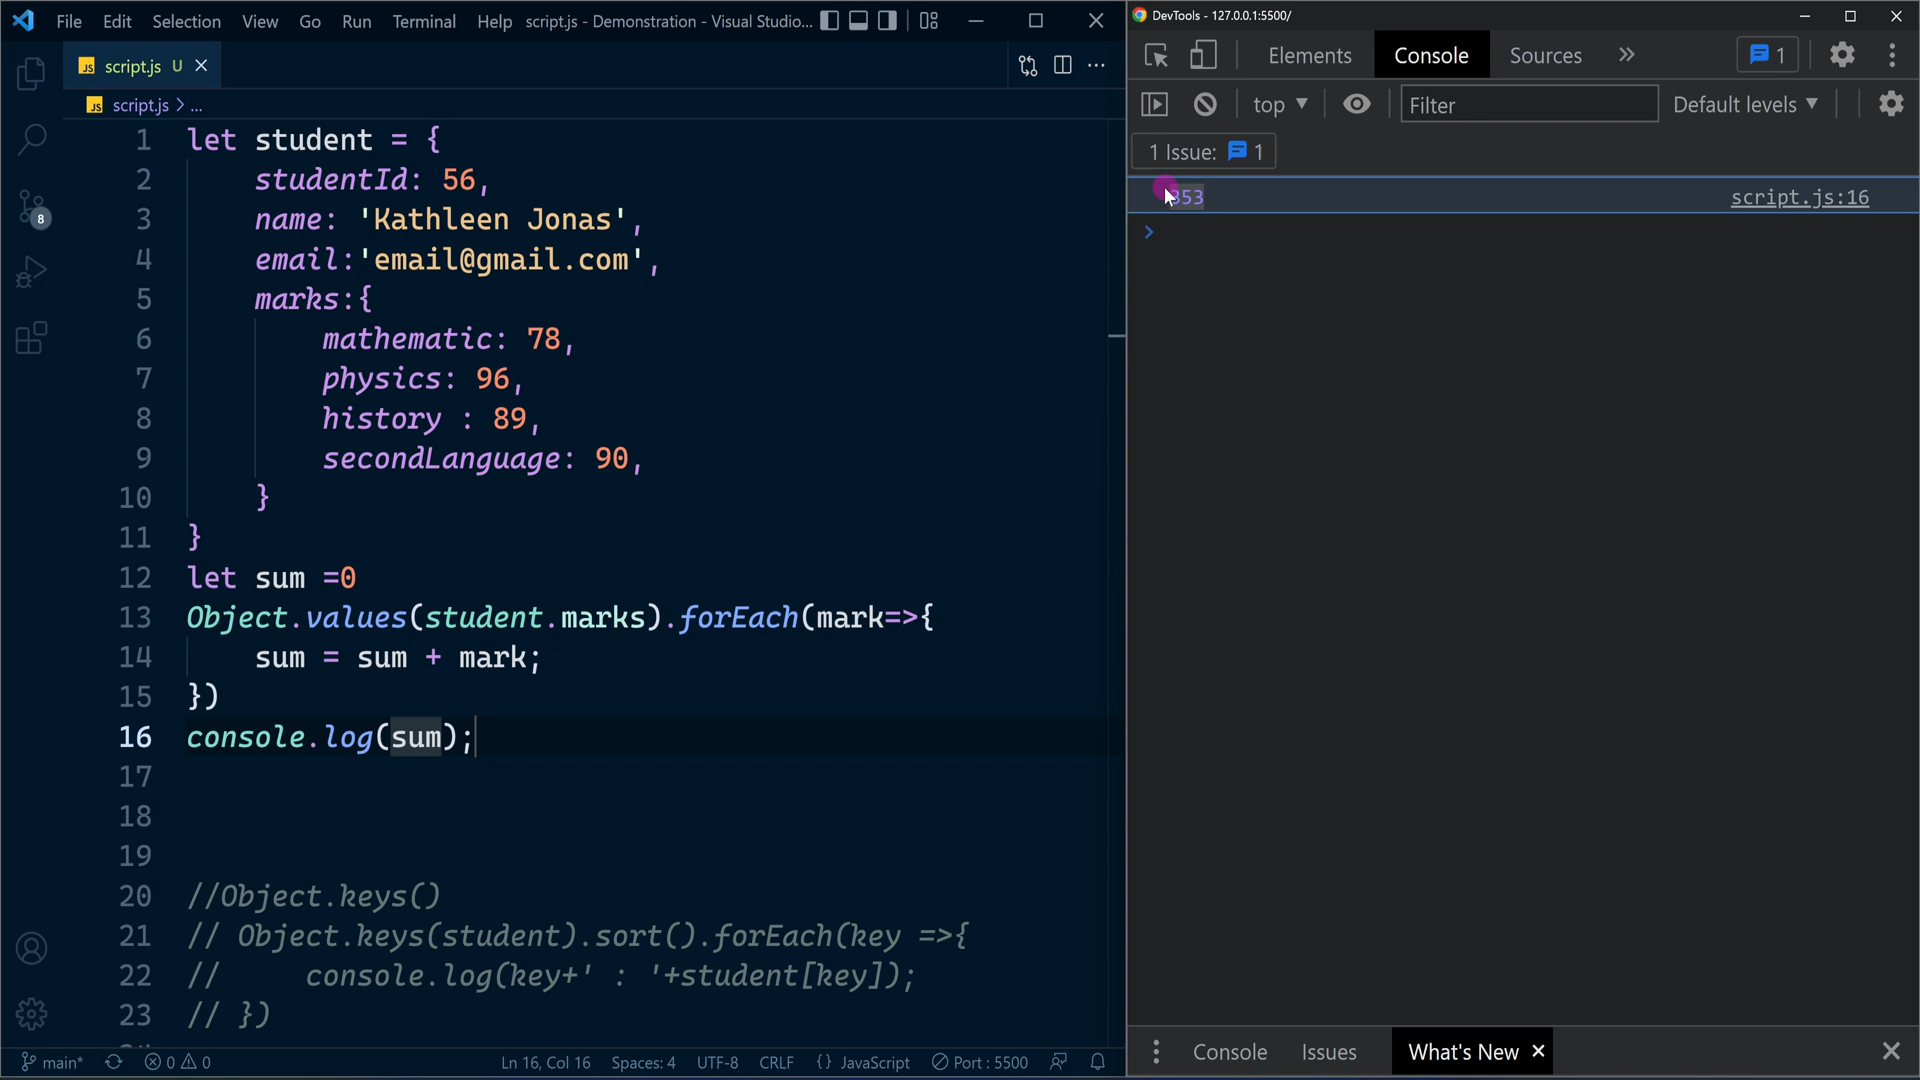 File Edit Selection View Go Run Terminal Help script.js - Demonstration - Visual Studio...
JS script.js U
JS script.js > ...
1 let student = {
2 studentId: 56,
3 name: 'Kathleen Jonas',
4 email:'email@gmail.com',
5 marks:{
6 mathematic: 78,
7 physics: 96,
8 history : 89,
9 secondLanguage: 90,
10 }
11 }
12 let sum =0
13 Object.values(student.marks).forEach(mark=>{
14 sum = sum + mark;
15 })
16 console.log(sum);
17
18
19
20 //Object.keys()
21 // Object.keys(student).sort().forEach(key =>{
22 // console.log(key+' : '+student[key]);
23 // })
8
main* 0 0 Ln 16, Col 16 Spaces: 4 UTF-8 CRLF {} JavaScript Port : 5500
DevTools - 127.0.0.1:5500/
Elements Console Sources » 1
top Filter Default levels
1 Issue: 1
353 script.js:16
>
Console Issues What's New